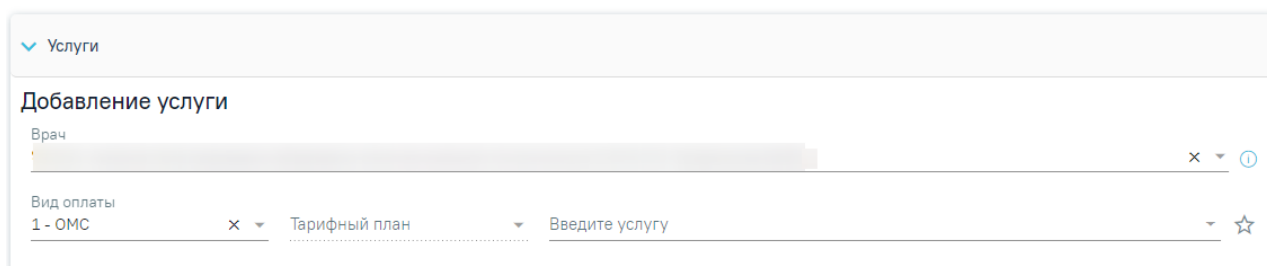 Услуги
Добавление услуги
Врач
Вид оплаты
1 - ОМС Тарифный план Введите услугу